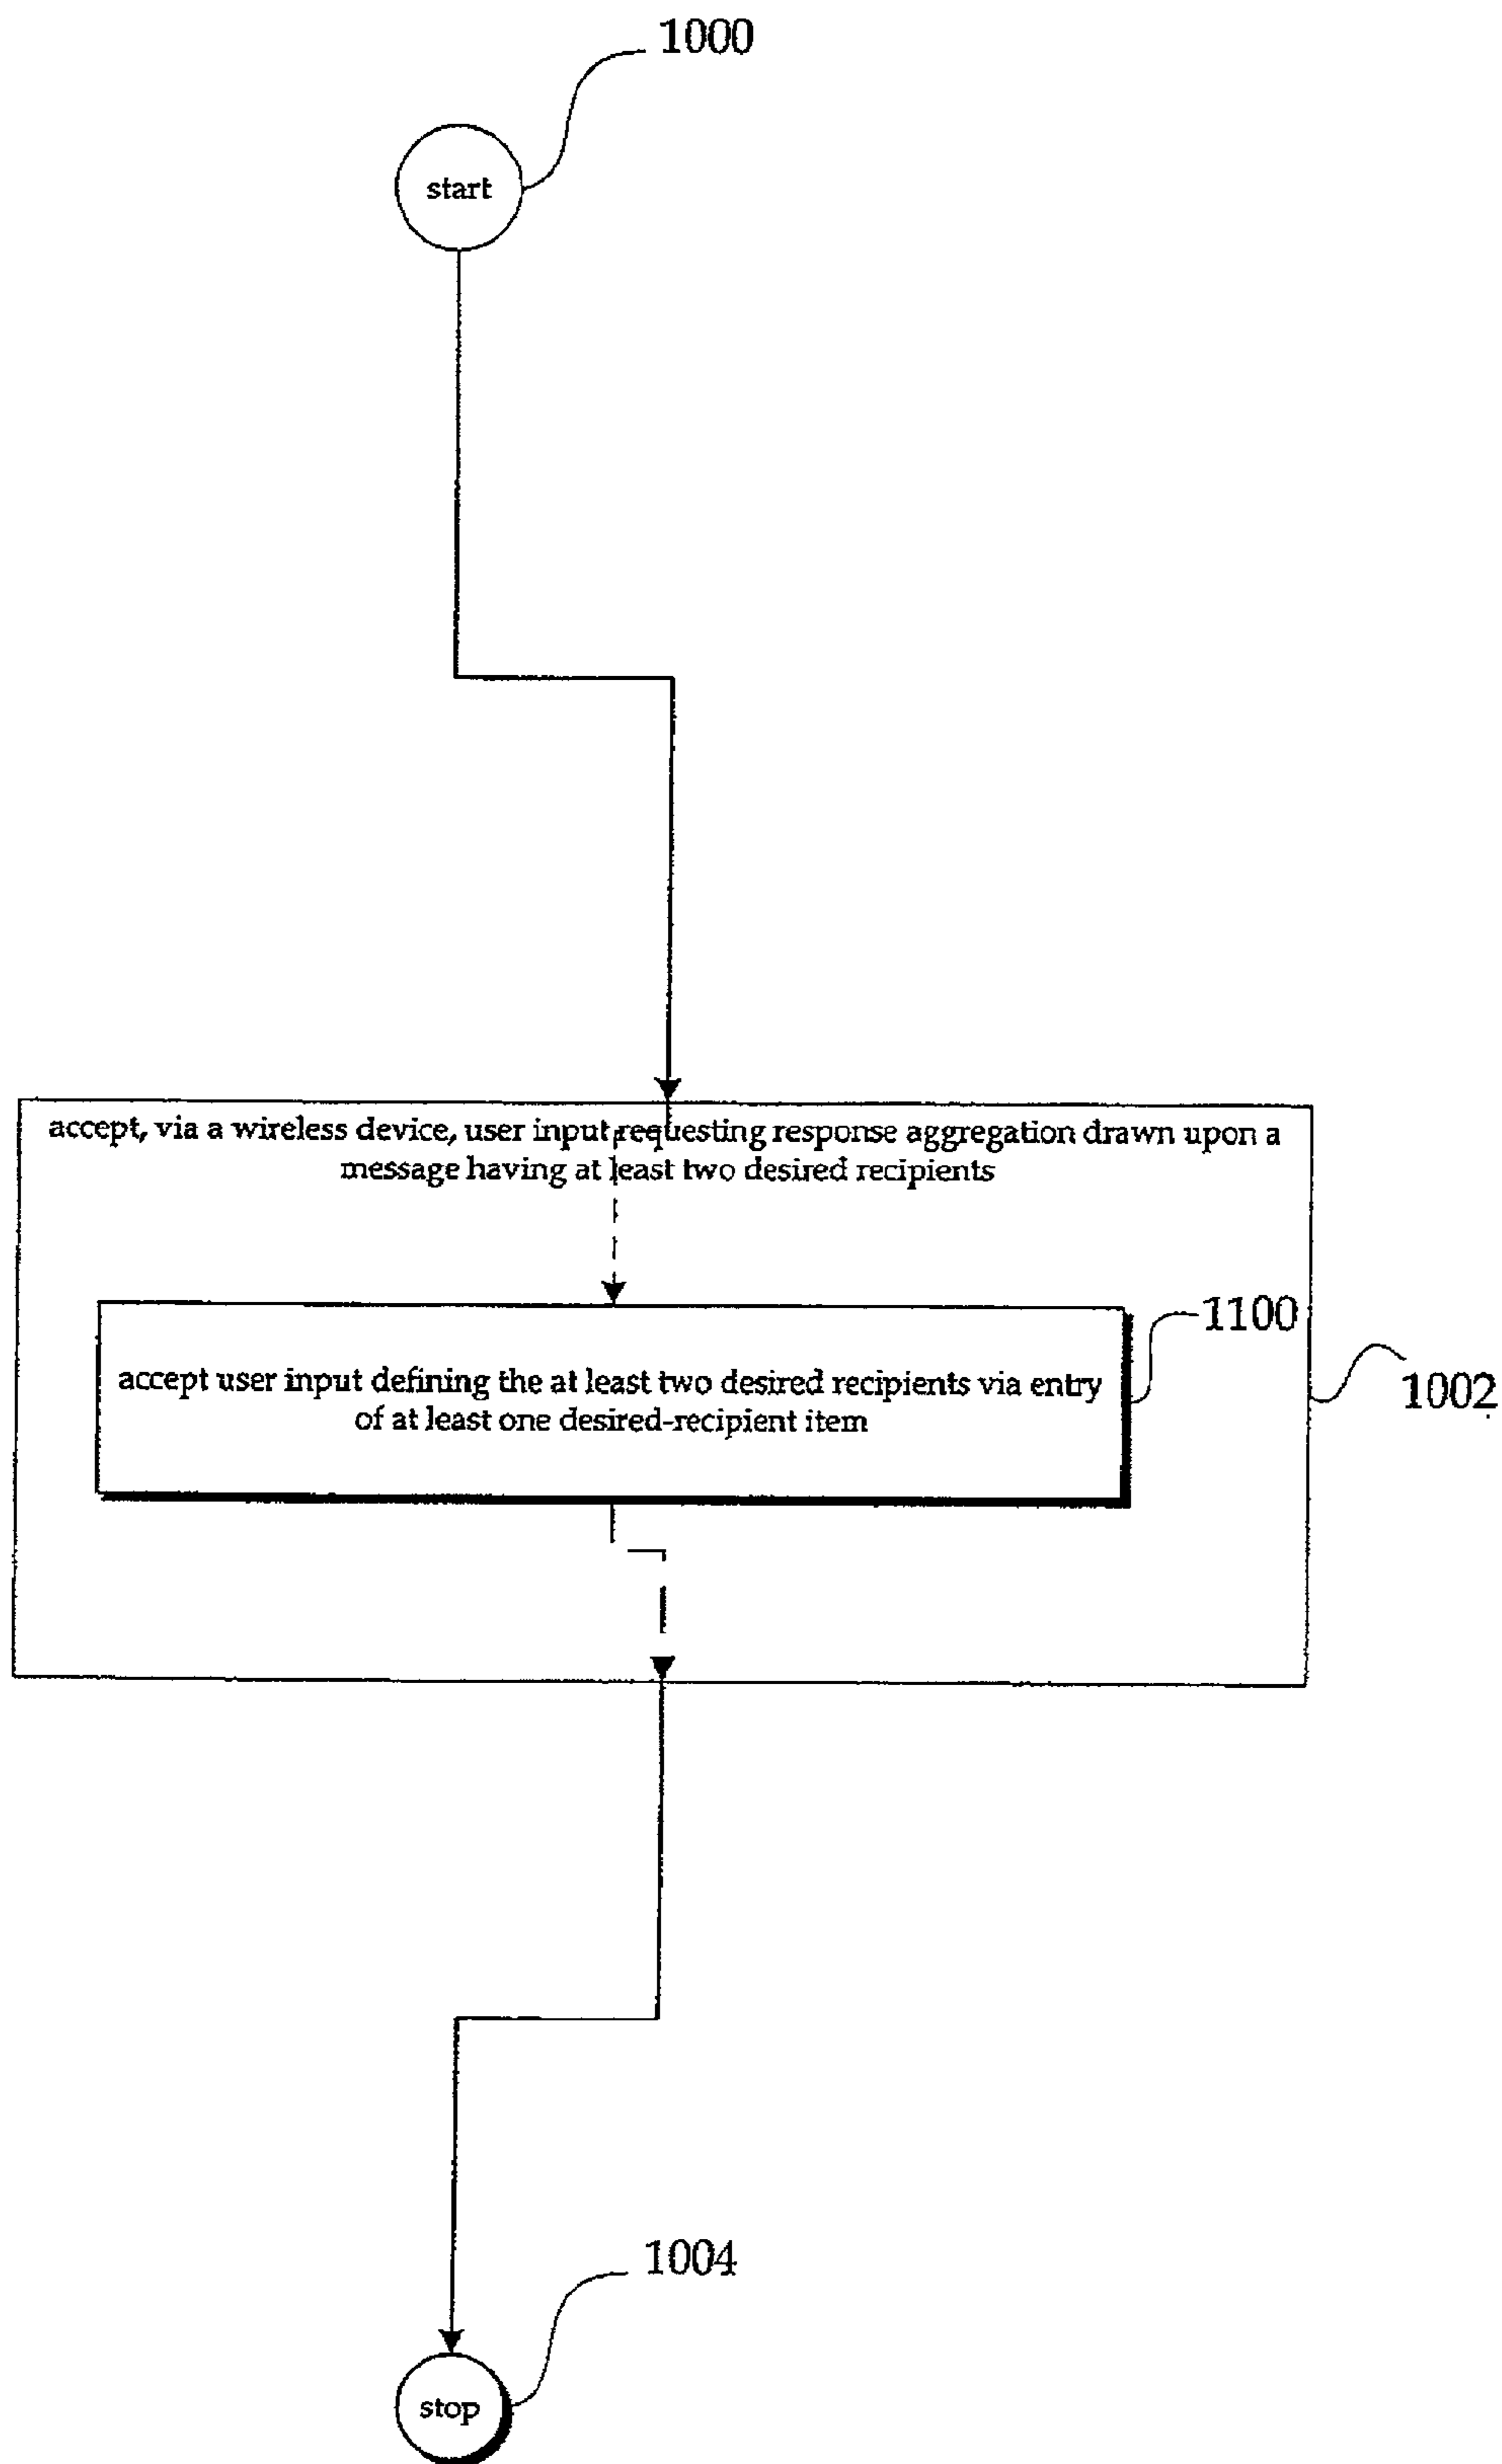 1000
start
accept, via a wireless device, user input requesting response aggregation drawn upon a
message having at least two desired recipients
1100
accept user input defining the at least two desired recipients via entry
of at least one desired-recipient item
1002
1004
stop